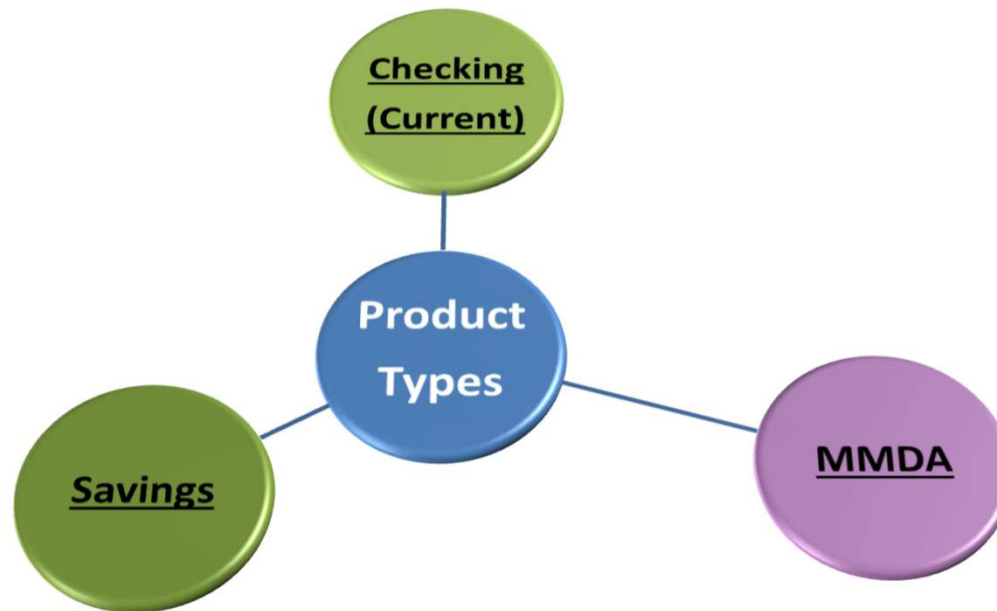 Checking
(Current)
Product
Types
Savings
MMDA